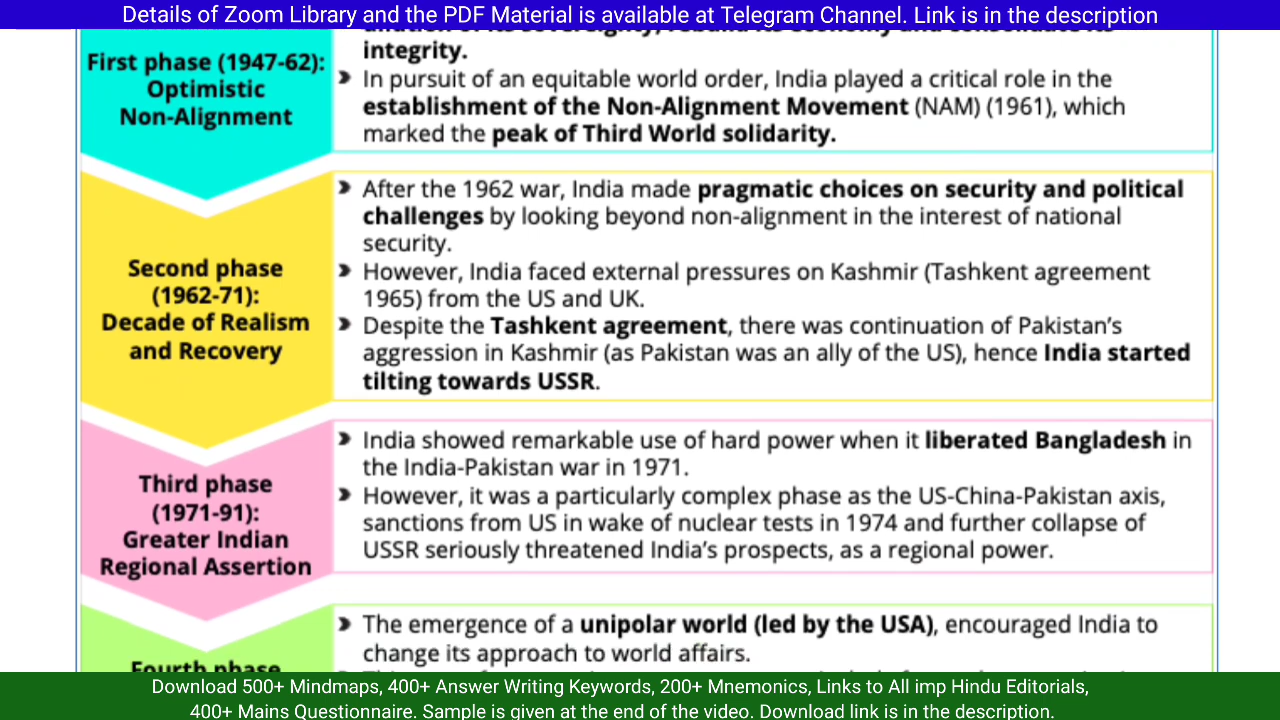 Details of Zoom Library and the PDF Material is available at Telegram Channel. Link is in the description
First phase (1947-62):
Optimistic
Non-Alignment
integrity.
In pursuit of an equitable world order, India played a critical role in the
establishment of the Non-Alignment Movement (NAM) (1961), which
marked the peak of Third World solidarity.
Second phase
(1962-71):
Decade of Realism
and Recovery
After the 1962 war, India made pragmatic choices on security and political
challenges by looking beyond non-alignment in the interest of national
security.
However, India faced external pressures on Kashmir (Tashkent agreement
1965) from the US and UK.
Despite the Tashkent agreement, there was continuation of Pakistan's
aggression in Kashmir (as Pakistan was an ally of the US), hence India started
tilting towards USSR.
Third phase
(1971-91):
Greater Indian
Regional Assertion
India showed remarkable use of hard power when it liberated Bangladesh in
the India-Pakistan war in 1971.
However, it was a particularly complex phase as the US-China-Pakistan axis,
sanctions from US in wake of nuclear tests in 1974 and further collapse of
USSR seriously threatened India's prospects, as a regional power.
Fourth phase
The emergence of a unipolar world (led by the USA), encouraged India to
change its approach to world affairs.
Download 500+ Mindmaps, 400+ Answer Writing Keywords, 200+ Mnemonics, Links to All imp Hindu Editorials,
400+ Mains Questionnaire. Sample is given at the end of the video. Download link is in the description.